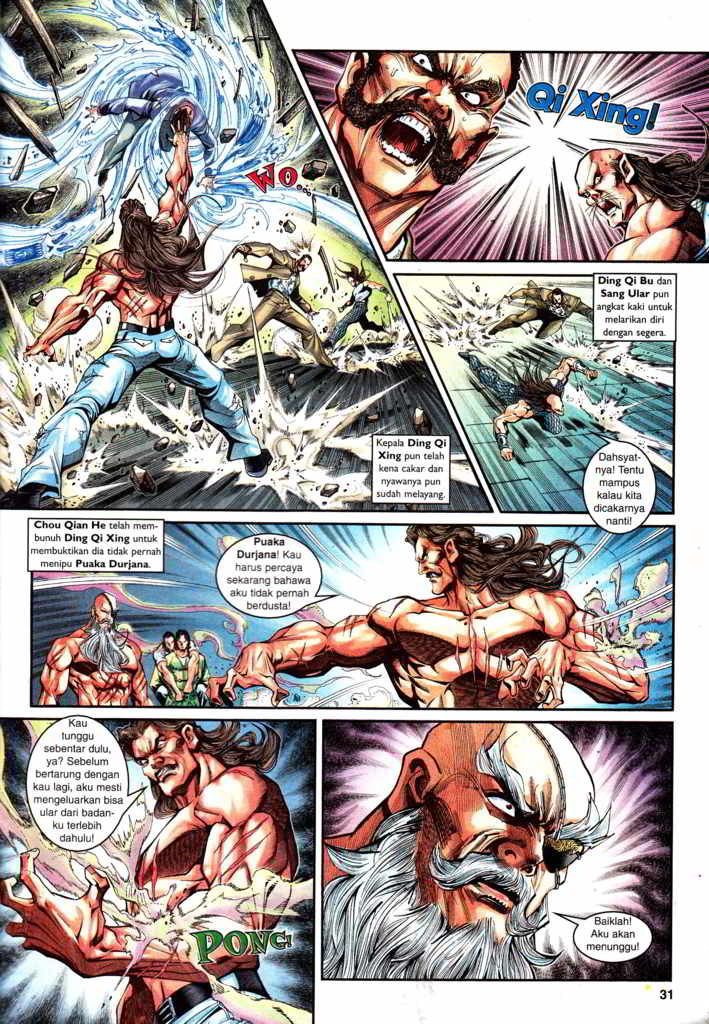 WO...
Qi Xing!
Kepala Ding Qi
Xing pun telah
kena cakar dan
nyawanya pun
sudah melayang.
Ding Qi Bu dan
Sang Ular pun
angkat kaki untuk
melarikan diri
dengan segera.
Dahsyat-
nya! Tentu
mampus
kalau kita
dicakarnya
nanti!
Chou Qian He telah mem-
bunuh Ding Qi Xing untuk
membuktikan dia tidak pernah
menipu Puaka Durjana.
Puaka
Durjana! Kau
harus percaya
sekarang bahawa
aku tidak pernah
berdusta!
Kau
tunggu
sebentar dulu,
ya? Sebelum
bertarung dengan
kau lagi, aku mesti
mengeluarkan bisa
ular dari badan-
ku terlebih
dahulu!
PONG!
Baiklah!
Aku akan
menunggu!
31